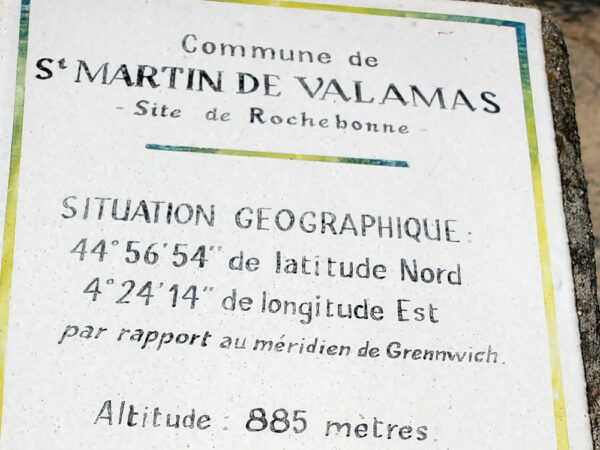 Commune de
St MARTIN DE VALAMAS
- Site de Rochebonne -
SITUATION GEOGRAPHIQUE:
44°56'54" de latitude Nord
4°24'14" de longitude Est
par rapport au méridien de Grennwich.
Altitude : 885 mètres.